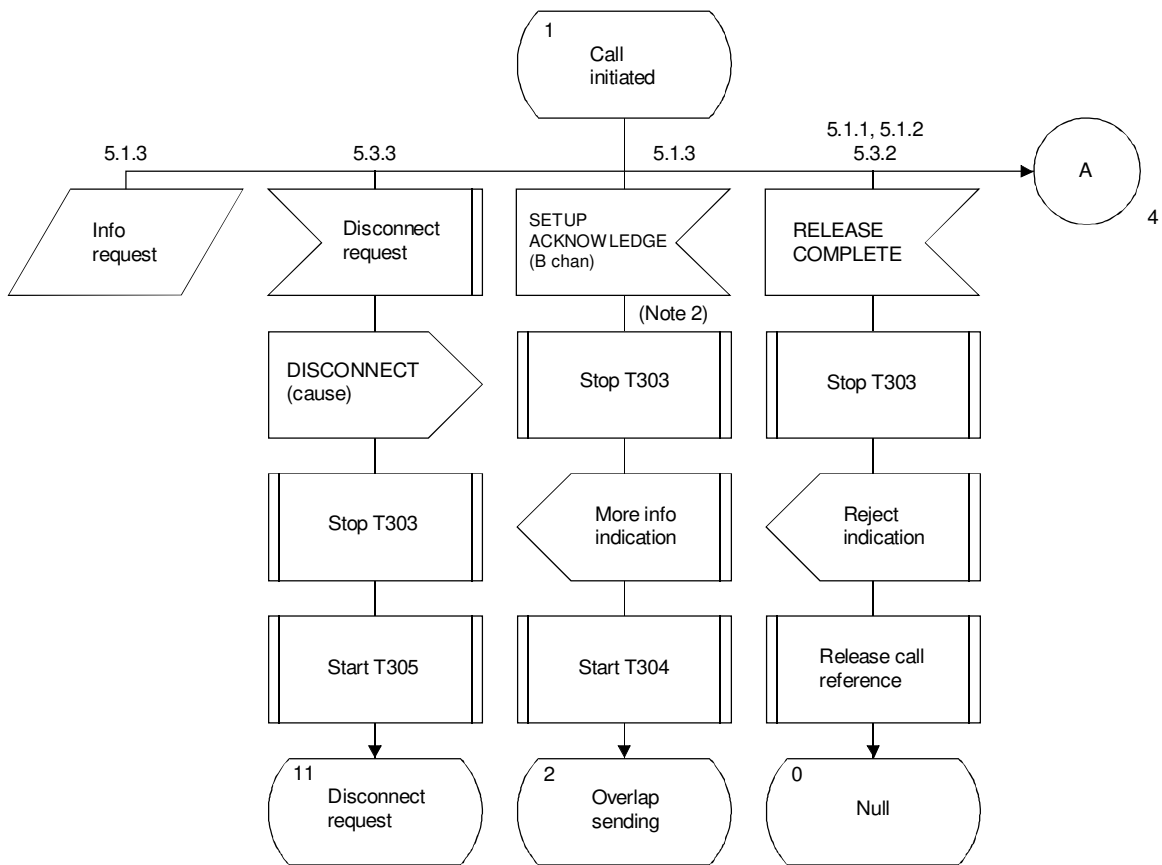 1
Call
initiated
5.1.3
5.3.3
5.1.3
5.1.1, 5.1.2
5.3.2
A
4
Info
request
Disconnect
request
SETUP
ACKNOWLEDGE
(B chan)
RELEASE
COMPLETE
(Note 2)
DISCONNECT
(cause)
Stop T303
Stop T303
Stop T303
More info
indication
Reject
indication
Start T305
Start T304
Release call
reference
11
Disconnect
request
2
Overlap
sending
0
Null